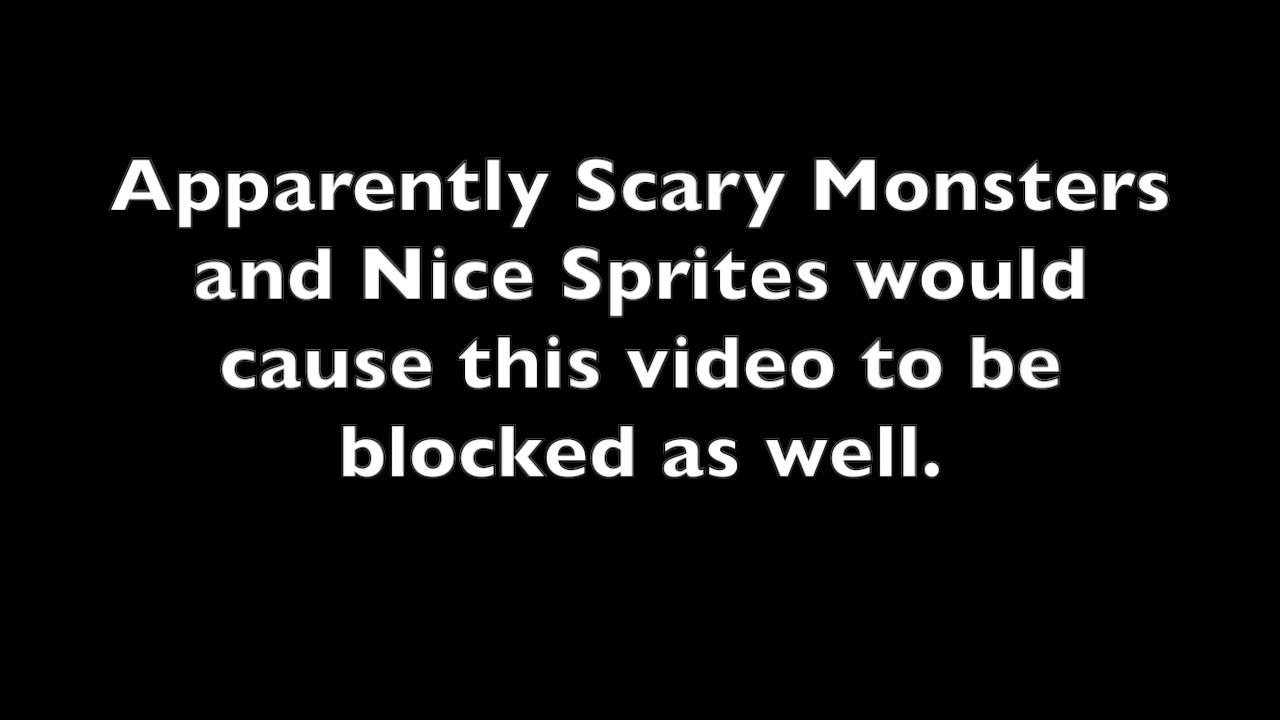 Apparently Scary Monsters
and Nice Sprites would
cause this video to be
blocked as well.